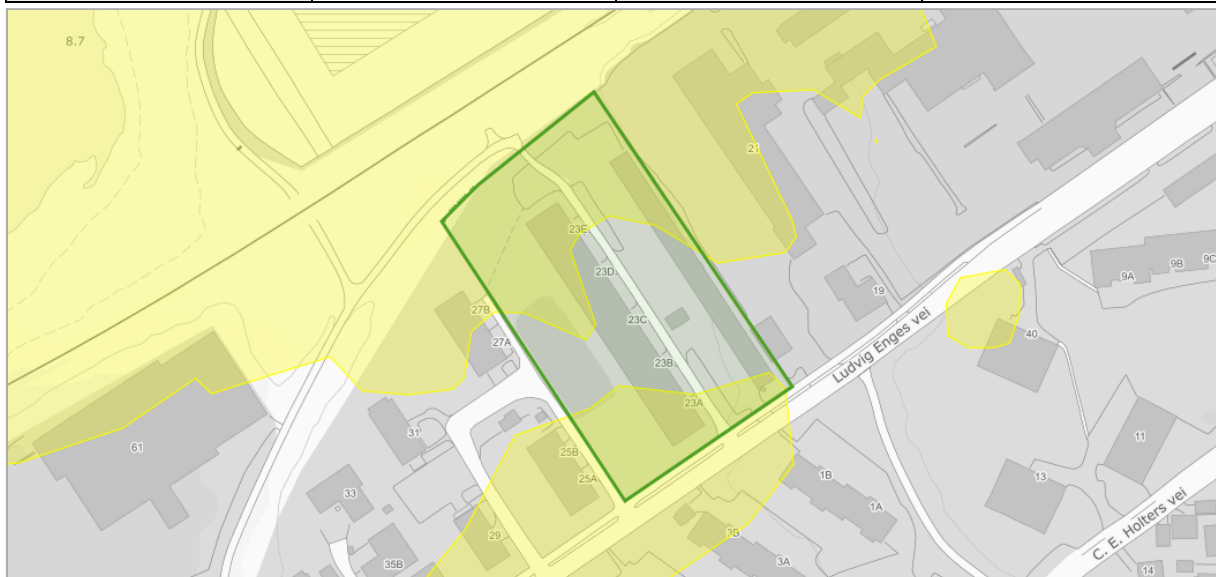 8.7
21
23E
23D
19
9A
9B
9C
27B
23C
27A
23B
40
Ludvig Enges vei
23A
31
61
25B
25A
11
33
1B
13
1A
29
3B
35B
3A
C. E. Holters vei
14